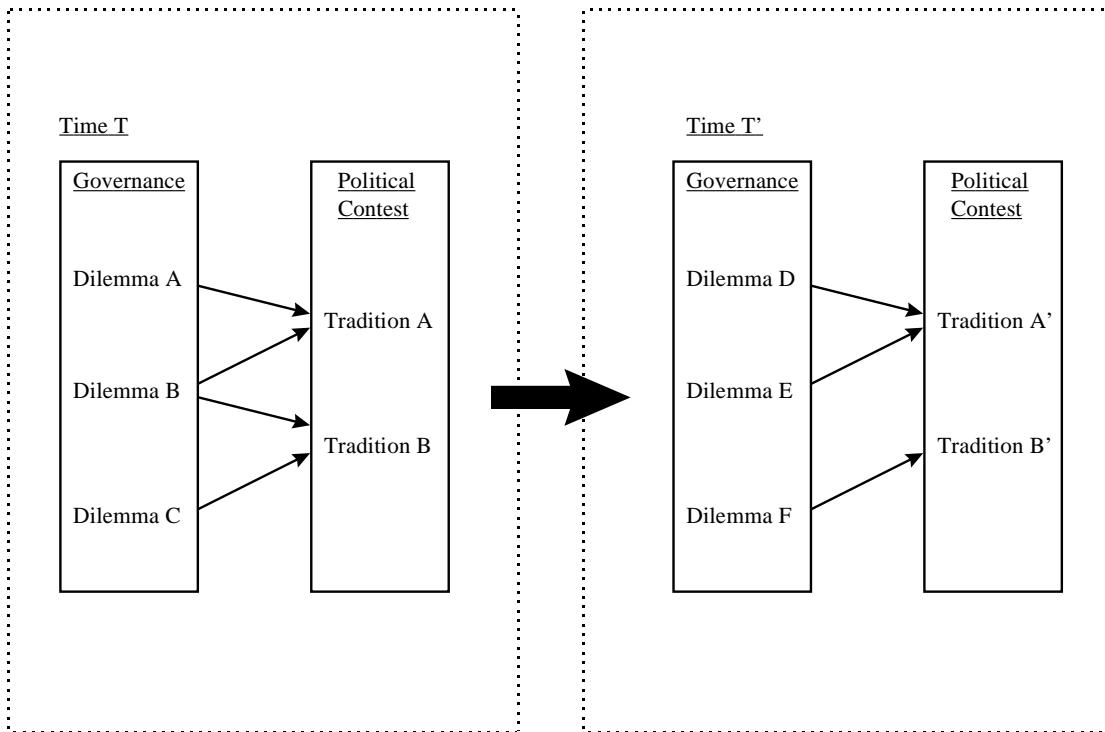 Time T
Governance
Political
Contest
Dilemma A
Tradition A
Dilemma B
Tradition B
Dilemma C
Time T’
Governance
Political
Contest
Dilemma D
Tradition A’
Dilemma E
Tradition B’
Dilemma F